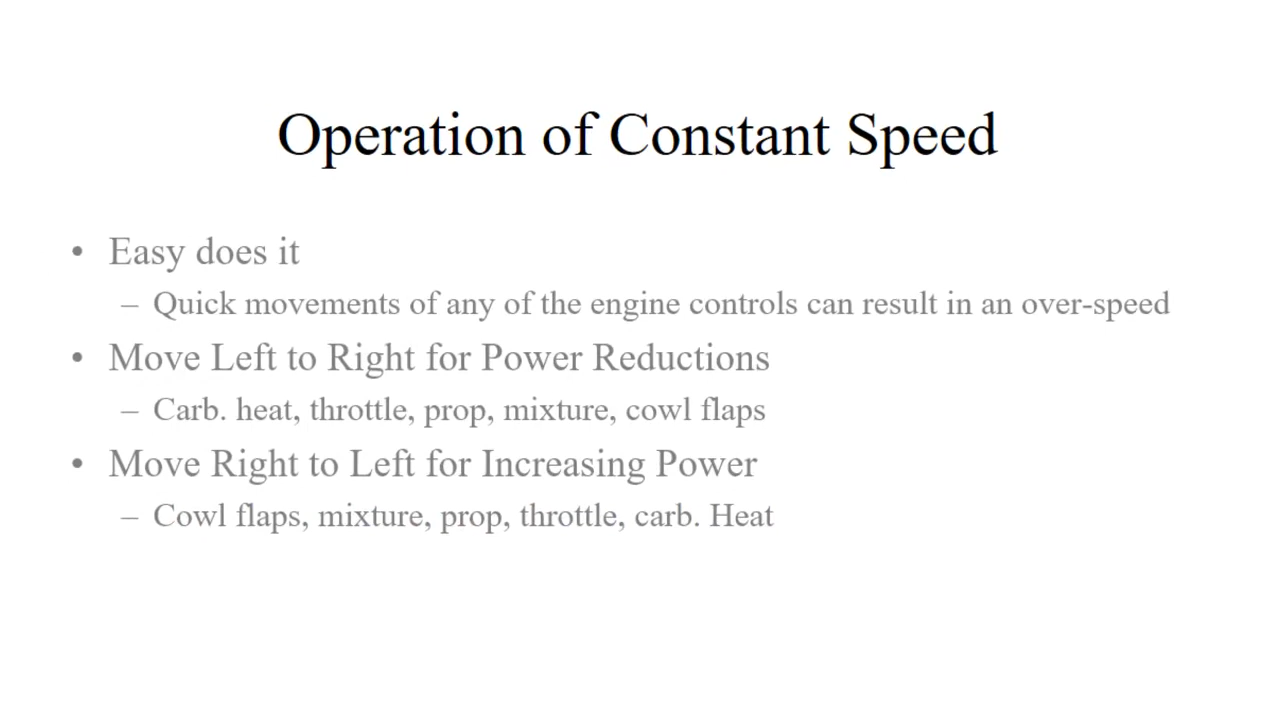 Operation of Constant Speed
• Easy does it
– Quick movements of any of the engine controls can result in an over-speed
• Move Left to Right for Power Reductions
– Carb. heat, throttle, prop, mixture, cowl flaps
• Move Right to Left for Increasing Power
– Cowl flaps, mixture, prop, throttle, carb. Heat